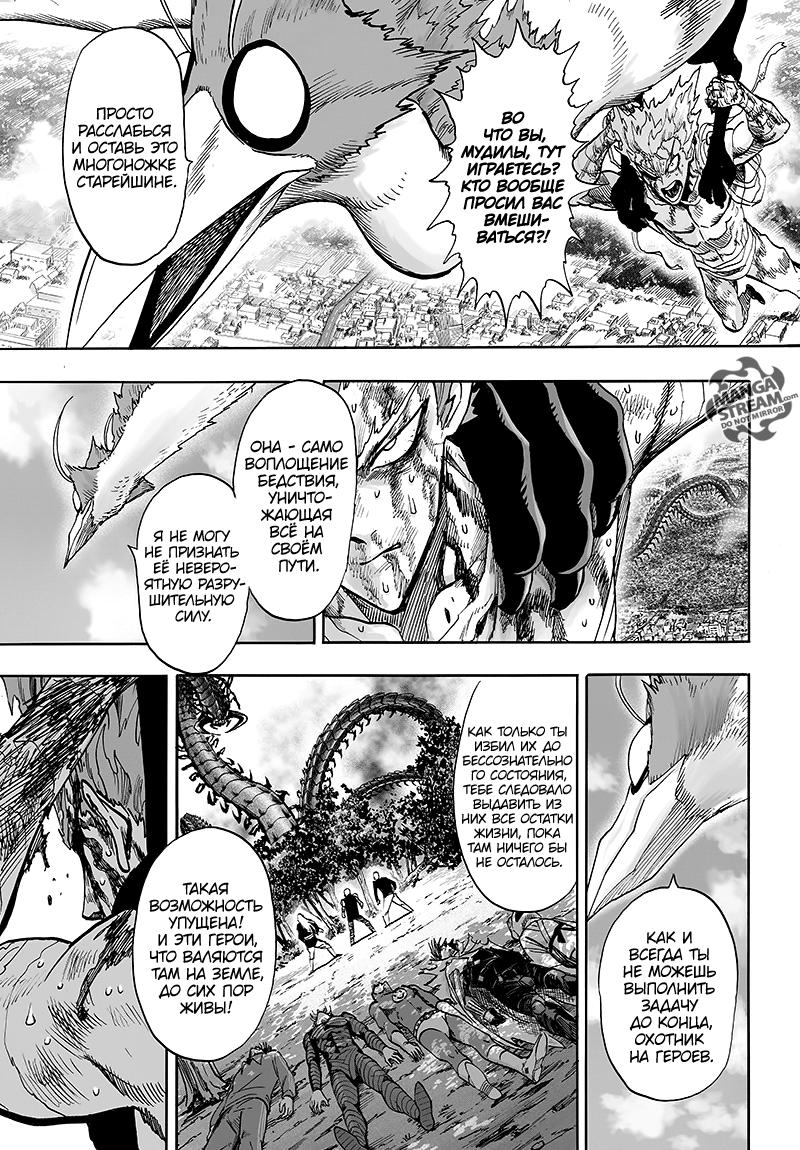 ВО
ЧТО ВЫ,
МУДИЛЫ, ТУТ
ИГРАЕТЕСЬ?
КТО ВООБЩЕ
ПРОСИЛ ВАС
ВМЕШИ-
ВАТЬСЯ?!
ПРОСТО
РАССЛАБЬСЯ
И ОСТАВЬ ЭТО
МНОГОНОЖКЕ
СТАРЕЙШИНЕ.
MANGA
STREAM.com
DO NOT MIRROR
ОНА - САМО
ВОПЛОЩЕНИЕ
БЕДСТВИЯ,
УНИЧТО-
ЖАЮЩАЯ
ВСЁ НА
СВОЁМ
ПУТИ.
Я НЕ МОГУ
НЕ ПРИЗНАТЬ
ЕЁ НЕВЕРО-
ЯТНУЮ РАЗР-
УШИТЕЛЬНУЮ
СИЛУ.
КАК И
ВСЕГДА ТЫ
НЕ МОЖЕШЬ
ВЫПОЛНИТЬ
ЗАДАЧУ
ДО КОНЦА,
ОХОТНИК
НА ГЕРОЕВ.
КАК ТОЛЬКО ТЫ
ИЗБИЛ ИХ ДО
БЕССОЗНАТЕЛЬНО
ГО СОСТОЯНИЯ,
ТЕБЕ СЛЕДОВАЛО
ВЫДАВИТЬ ИЗ
НИХ ВСЕ ОСТАТКИ
ЖИЗНИ, ПОКА
ТАМ НИЧЕГО БЫ
НЕ ОСТАЛОСЬ.
ТАКАЯ
ВОЗМОЖНОСТЬ
УПУЩЕНА!
И ЭТИ ГЕРОИ,
ЧТО ВАЛЯЮТСЯ
ТАМ НА ЗЕМЛЕ,
ДО СИХ ПОР
ЖИВЫ!